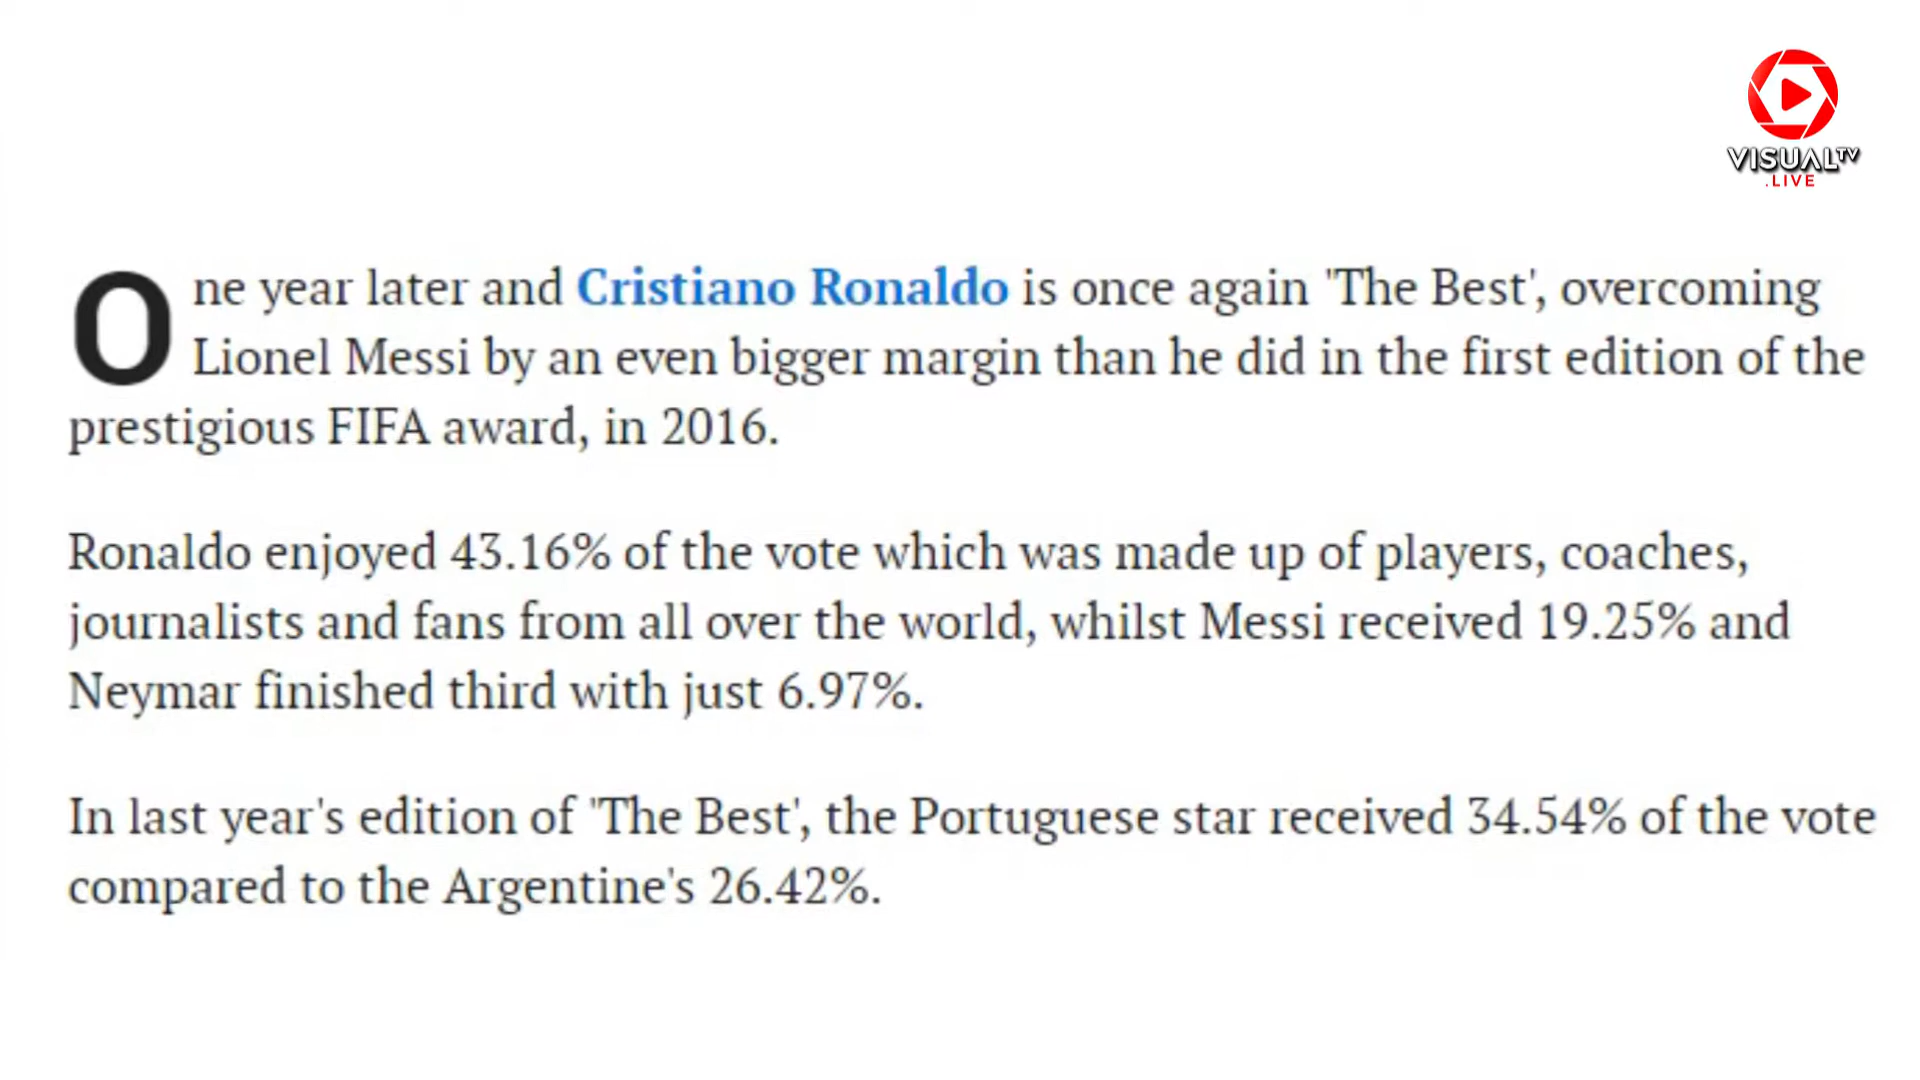 VISUALTV
.LIVE
One year later and Cristiano Ronaldo is once again 'The Best', overcoming
Lionel Messi by an even bigger margin than he did in the first edition of the
prestigious FIFA award, in 2016.
Ronaldo enjoyed 43.16% of the vote which was made up of players, coaches,
journalists and fans from all over the world, whilst Messi received 19.25% and
Neymar finished third with just 6.97%.
In last year's edition of 'The Best', the Portuguese star received 34.54% of the vote
compared to the Argentine's 26.42%.